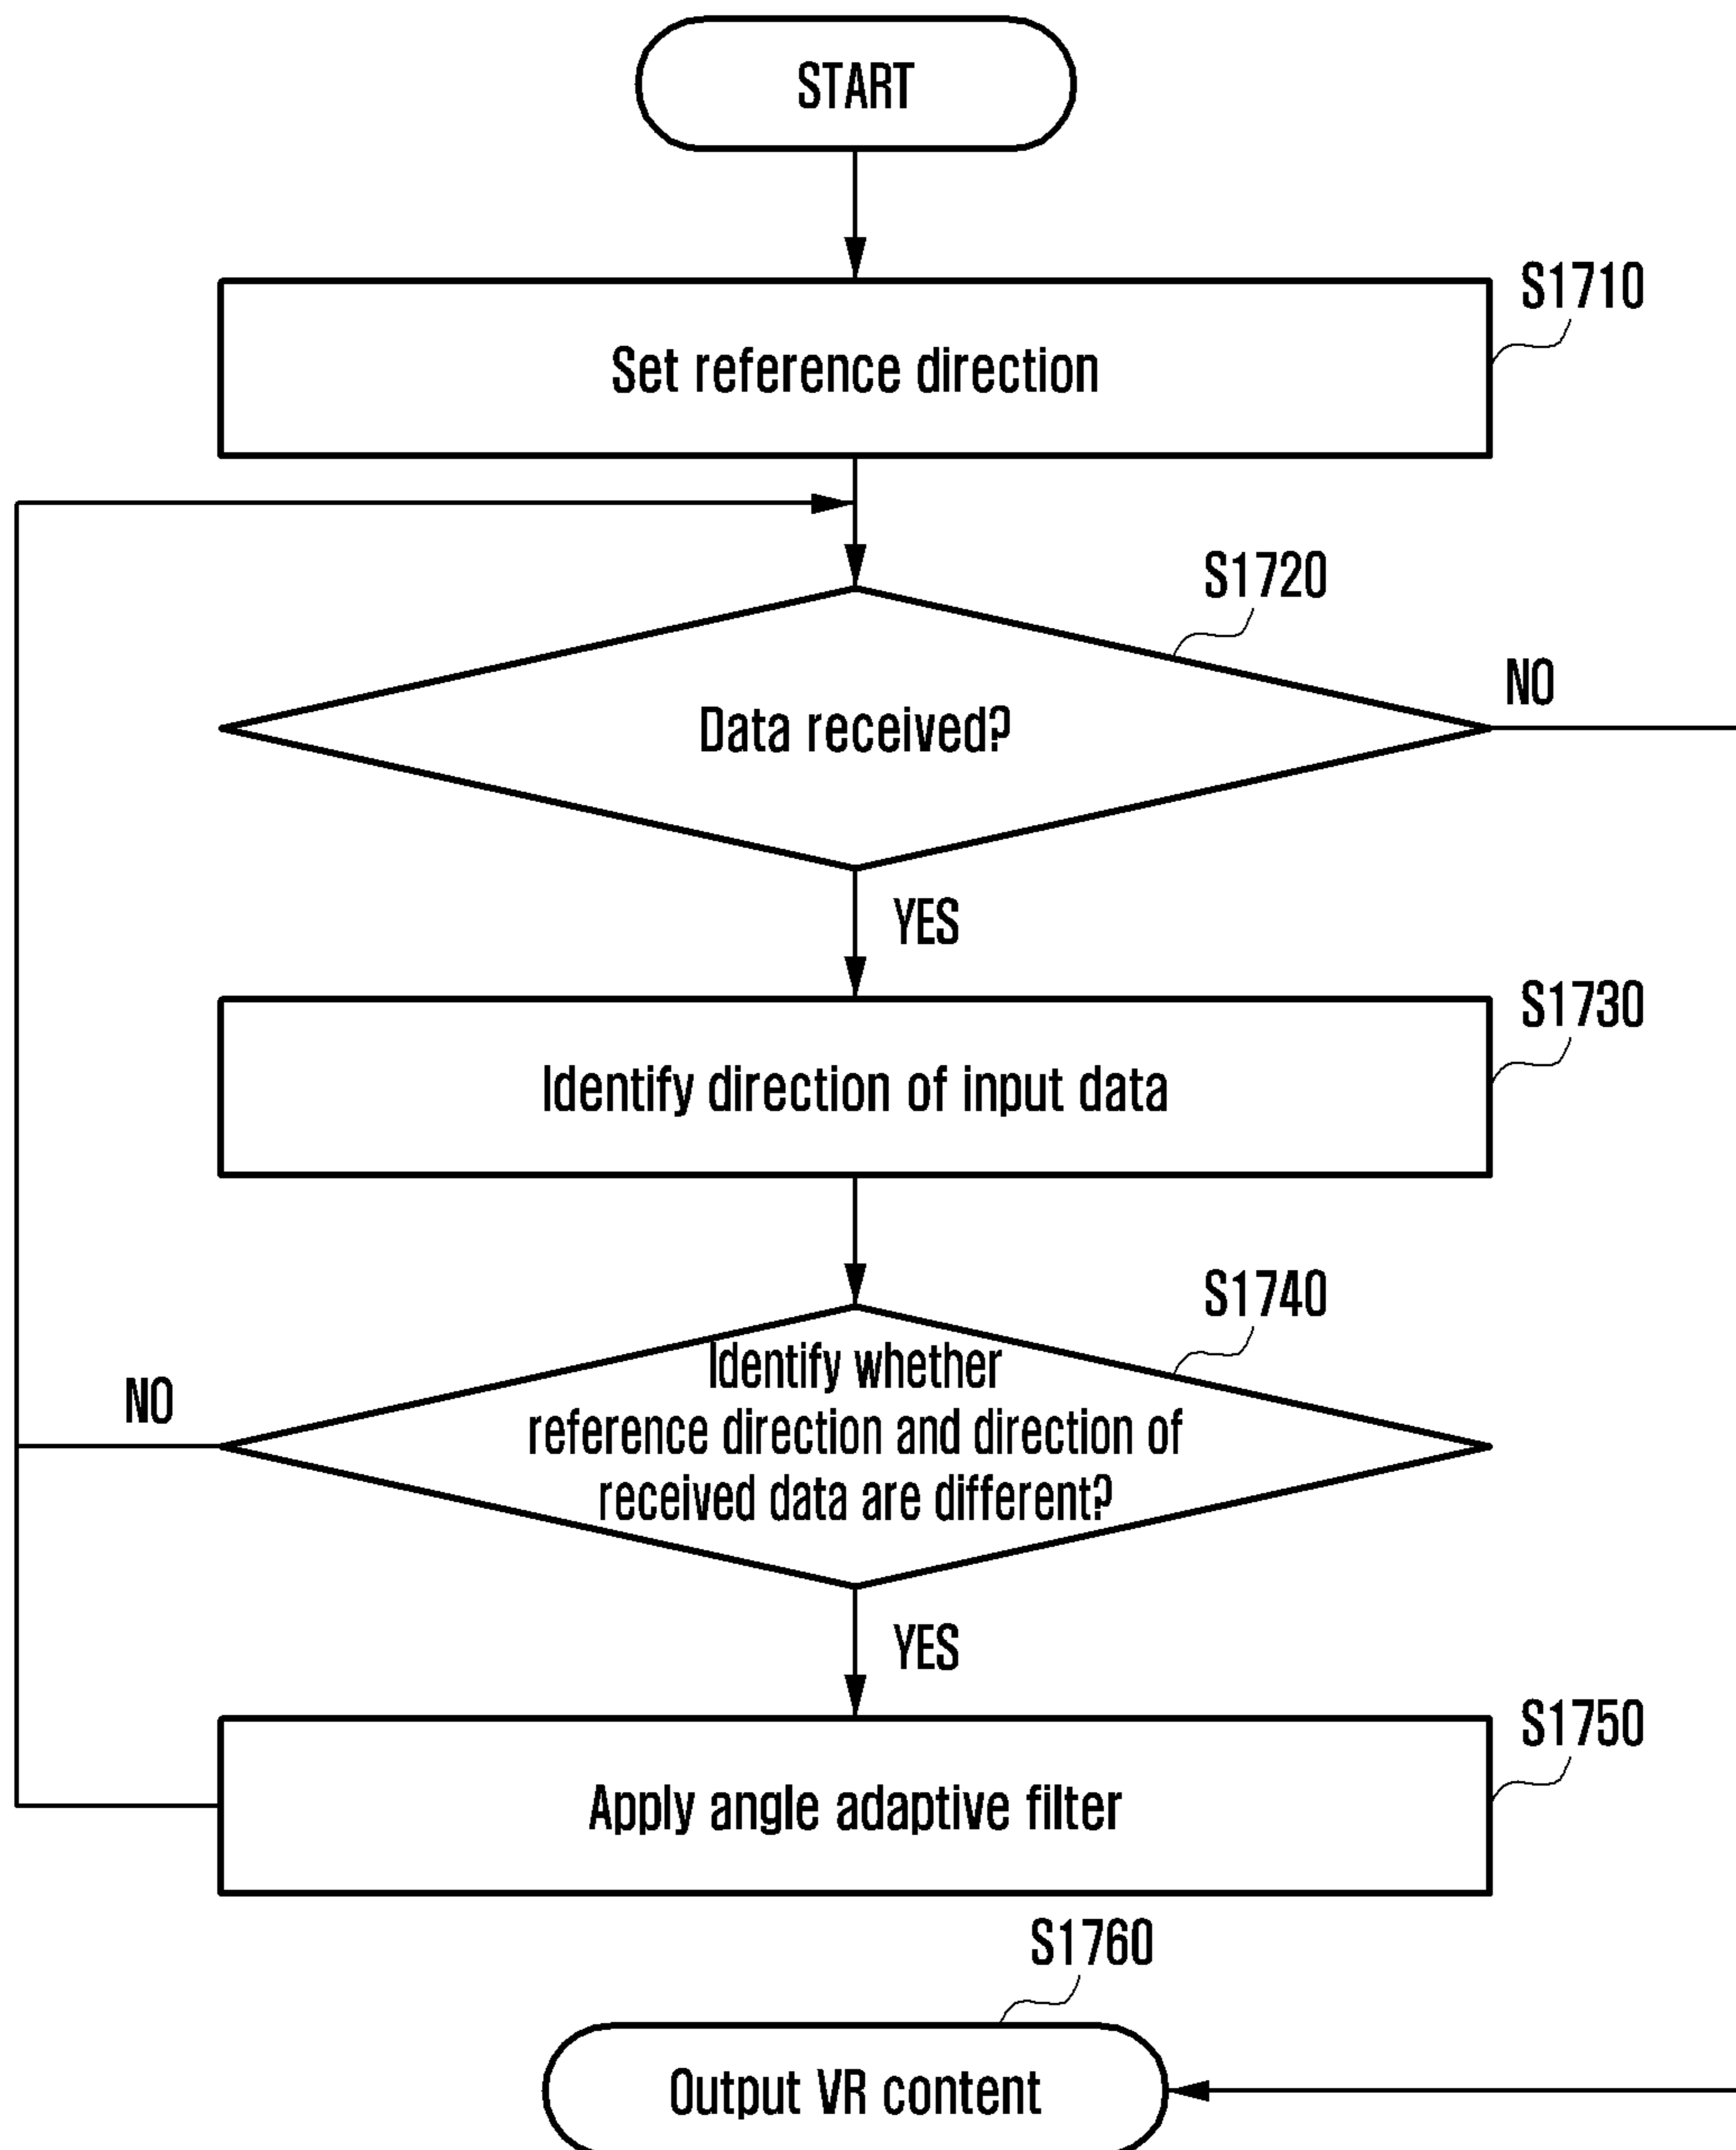 START
S1710
Set reference direction
S1720
NO
Data received?
YES
S1730
Identify direction of input data
S1740
NO
Identify whether
reference direction and direction of
received data are different?
YES
S1750
Apply angle adaptive filter
S1760
Output VR content